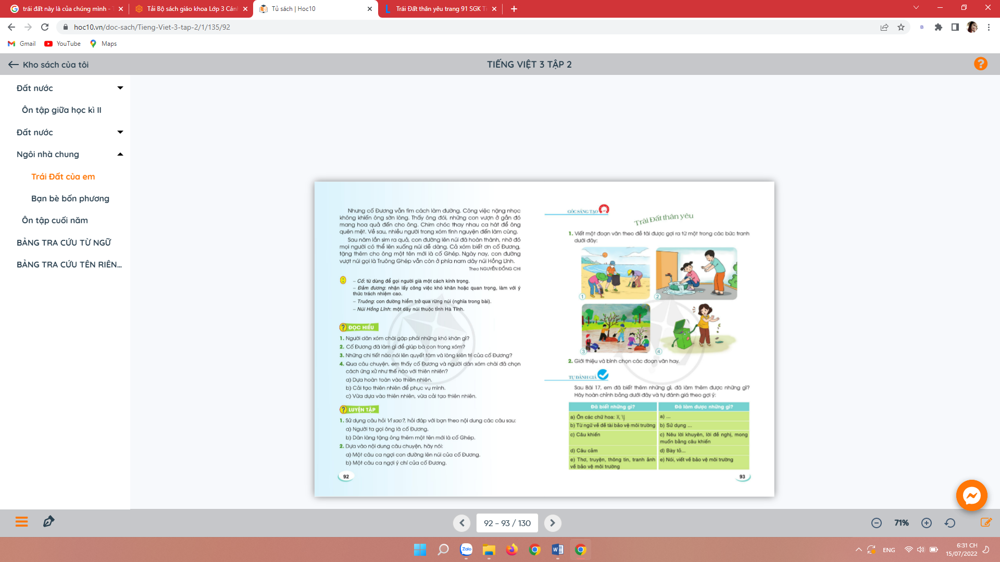 trái đất này là của chúng mình - T
Tải Bộ sách giáo khoa Lớp 3 Cánh
Tủ sách | Hoc10
Trái Đất thân yêu trang 91 SGK Ti
hoc10.vn/doc-sach/Tieng-Viet-3-tap-2/1/135/92
B
Gmail
YouTube
Maps
Kho sách của tôi
TIẾNG VIỆT 3 TẬP 2
?
Đất nước
Ôn tập giữa học kì II
Đất nước
Ngôi nhà chung
Trái Đất của em
Bạn bè bốn phương
Ôn tập cuối năm
BẢNG TRA CỨU TỪ NGỮ
BẢNG TRA CỨU TÊN RIÊN...
Nhưng cố Đương vẫn tìm cách làm đường. Công việc nặng nhọc
không khiến ông sờn lòng. Thấy ông đói, những con vượn ở gần đó
mang hoa quả đến cho ông. Chim chóc thay nhau ca hát để ông
quên mệt. Về sau, nhiều người trong xóm tình nguyện đến làm cùng.
Sau năm lần sim ra quả, con đường lên núi đã hoàn thành, nhờ đó
mọi người có thể lên xuống núi dễ dàng. Cả xóm biết ơn cố Đương,
tặng thêm cho ông một tên mới là cố Ghép. Ngày nay, con đường
vượt núi gọi là Truông Ghép vẫn còn ở phía nam dãy núi Hồng Lĩnh.
Theo NGUYỄN ĐỔNG CHI
– Cố: từ dùng để gọi người già một cách kính trọng.
– Đảm đương: nhận lấy công việc khó khăn hoặc quan trọng, làm với ý
thức trách nhiệm cao.
– Truông: con đường hiểm trở qua rừng núi (nghĩa trong bài).
– Núi Hồng Lĩnh: một dãy núi thuộc tỉnh Hà Tĩnh.
? ĐỌC HIỂU
1. Người dân xóm chài gặp phải những khó khăn gì?
2. Cố Đương đã làm gì để giúp bà con trong xóm?
3. Những chi tiết nào nói lên quyết tâm và lòng kiên trì của cố Đương?
4. Qua câu chuyện, em thấy cố Đương và người dân xóm chài đã chọn
cách ứng xử như thế nào với thiên nhiên?
a) Dựa hoàn toàn vào thiên nhiên.
b) Cải tạo thiên nhiên để phục vụ mình.
c) Vừa dựa vào thiên nhiên, vừa cải tạo thiên nhiên.
? LUYỆN TẬP
1. Sử dụng câu hỏi Vì sao?, hỏi đáp với bạn theo nội dung các câu sau:
a) Người ta gọi ông là cố Đương.
b) Dân làng tặng ông thêm một tên mới là cố Ghép.
2. Dựa vào nội dung câu chuyện, hãy nói:
a) Một câu ca ngợi con đường lên núi của cố Đương.
b) Một câu ca ngợi ý chí của cố Đương.
92
GÓC SÁNG TẠO
Trái Đất thân yêu
1. Viết một đoạn văn theo đề tài được gợi ra từ một trong các bức tranh
dưới đây:
1
2
3
4
2. Giới thiệu và bình chọn các đoạn văn hay.
TỰ ĐÁNH GIÁ
Sau Bài 17, em đã biết thêm những gì, đã làm thêm được những gì?
Hãy hoàn chỉnh bảng dưới đây và tự đánh giá theo gợi ý:
Đã biết những gì? Đã làm được những gì?
a) Ôn các chữ hoa: X, Y a) ...
b) Từ ngữ về đề tài bảo vệ môi trường b) Sử dụng ...
c) Câu khiến c) Nêu lời khuyên, lời đề nghị, mong
muốn bằng câu khiến
d) Câu cảm d) Bày tỏ...
e) Thơ, truyện, thông tin, tranh ảnh e) Nói, viết về bảo vệ môi trường
về bảo vệ môi trường
93
92 - 93 / 130
71%
Zalo
ENG
6:31 CH
15/07/2022